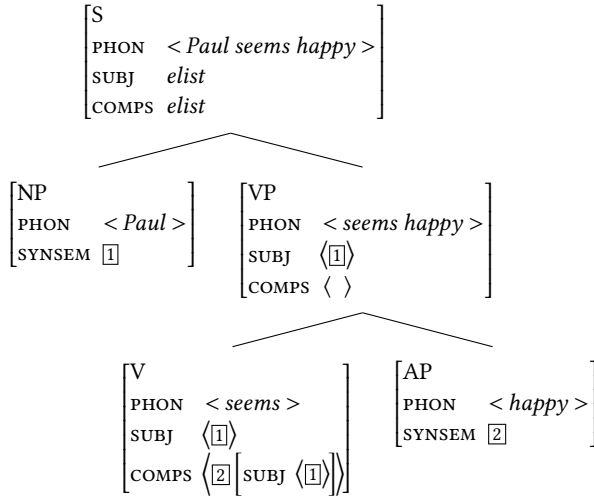 S
PHON < Paul seems happy >
SUBJ elist
COMPS elist
NP
PHON < Paul >
SYNSEM 1
VP
PHON < seems happy >
SUBJ ⟨1⟩
COMPS ⟨ ⟩
V
PHON < seems >
SUBJ ⟨1⟩
COMPS ⟨2[SUBJ ⟨1⟩]⟩
AP
PHON < happy >
SYNSEM 2